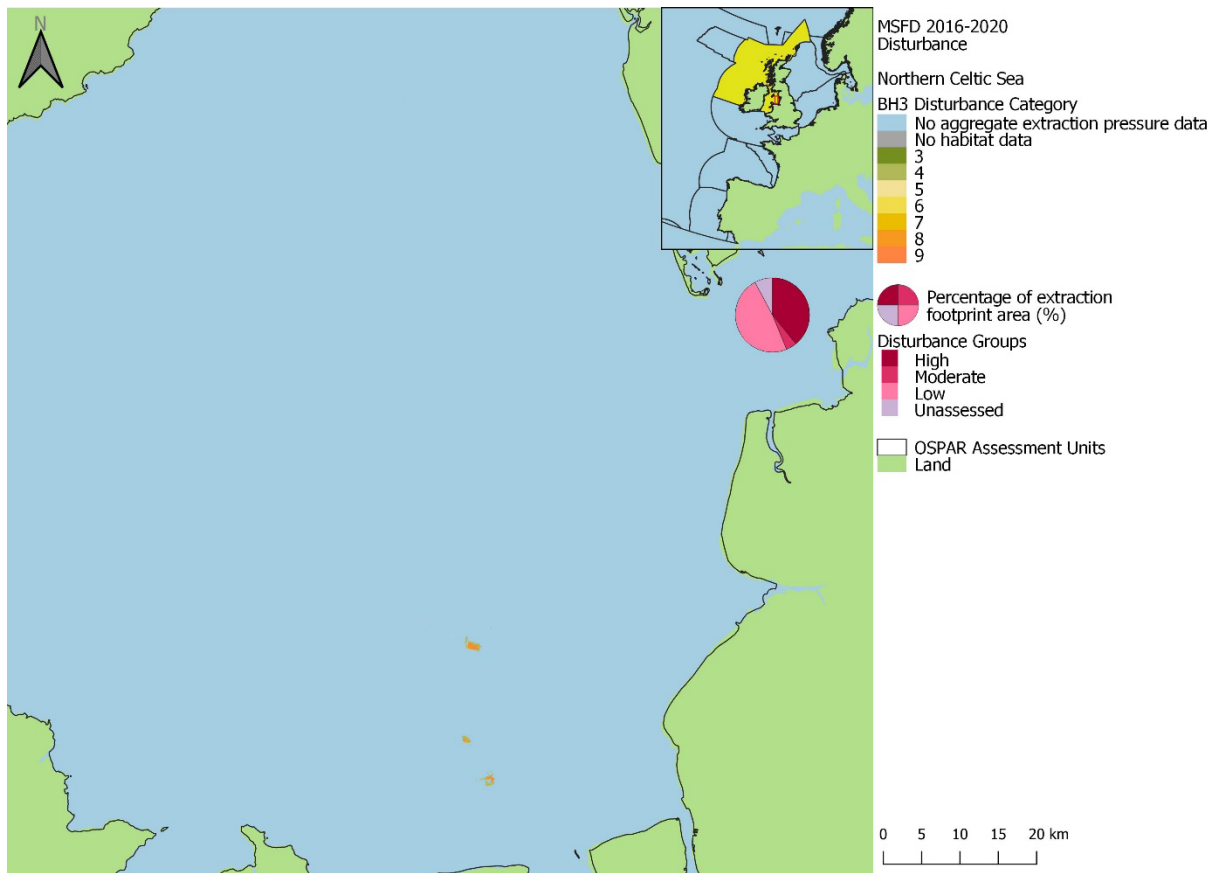 N
MSFD 2016-2020
Disturbance
Northern Celtic Sea
BH3 Disturbance Category
No aggregate extraction pressure data
No habitat data
3
4
5
6
7
8
9
Percentage of extraction
footprint area (%)
Disturbance Groups
High
Moderate
Low
Unassessed
OSPAR Assessment Units
Land
0 5 10 15 20 km